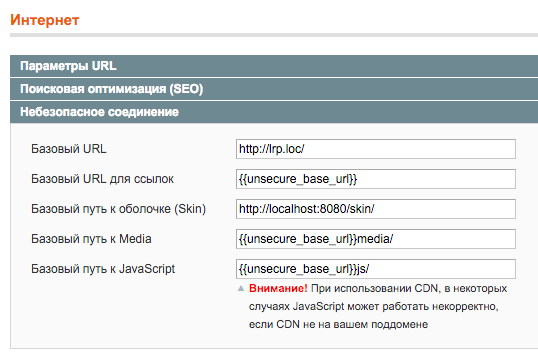 Интернет
Параметры URL
Поисковая оптимизация (SEO)
Небезопасное соединение
Базовый URL http://lrp.loc/
Базовый URL для ссылок {{unsecure_base_url}}
Базовый путь к оболочке (Skin) http://localhost:8080/skin/
Базовый путь к Media {{unsecure_base_url}}media/
Базовый путь к JavaScript {{unsecure_base_url}}js/
Внимание! При использовании CDN, в некоторых
случаях JavaScript может работать некорректно,
если CDN не на вашем поддомене